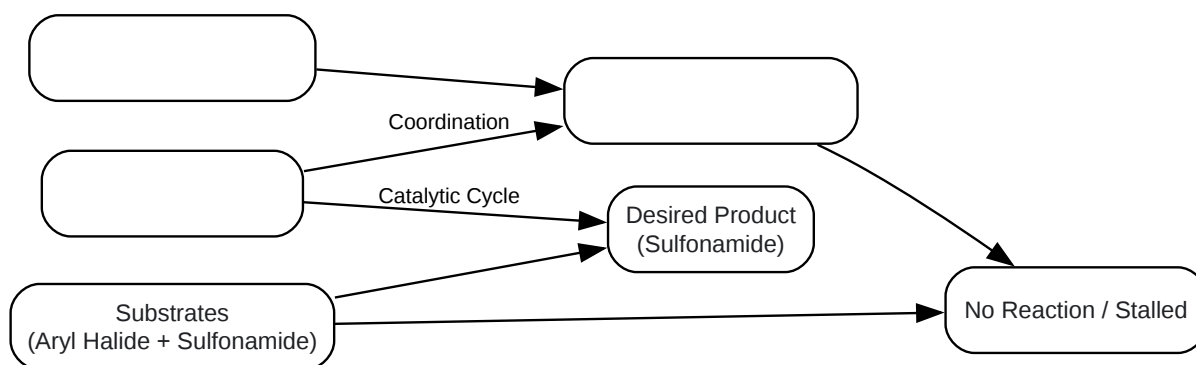 Coordination
Catalytic Cycle
Desired Product
(Sulfonamide)
Substrates
(Aryl Halide + Sulfonamide)
No Reaction / Stalled